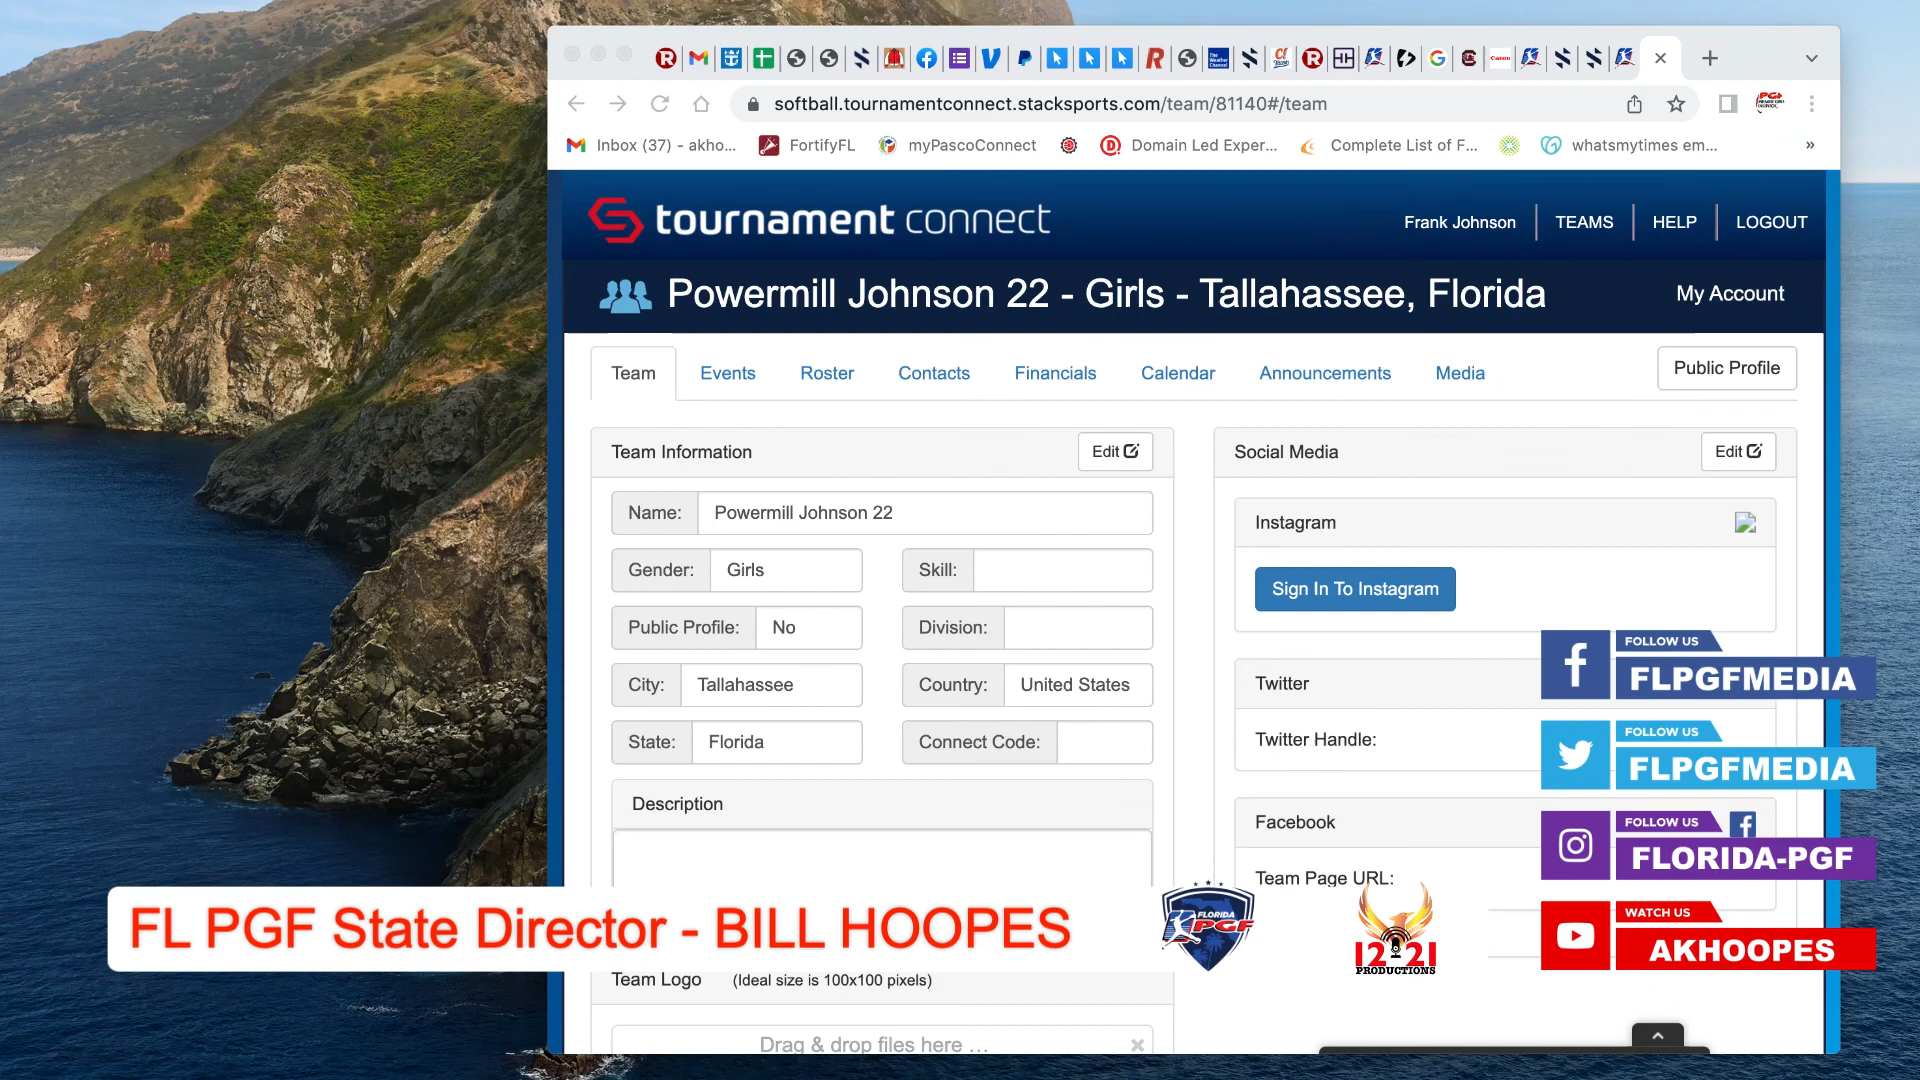 softball.tournamentconnect.stacksports.com/team/81140#/team
Inbox (37) - akho...
FortifyFL
myPascoConnect
Domain Led Exper...
Complete List of F...
whatsmytimes em...
»
tournament connect
Frank Johnson
TEAMS
HELP
LOGOUT
Powermill Johnson 22 - Girls - Tallahassee, Florida
My Account
Team
Events
Roster
Contacts
Financials
Calendar
Announcements
Media
Public Profile
Team Information
Edit
Social Media
Edit
Name: Powermill Johnson 22
Instagram
Gender: Girls
Skill:
Sign In To Instagram
Public Profile: No
Division:
FOLLOW US
FLPGFMEDIA
City: Tallahassee
Country: United States
Twitter
State: Florida
Connect Code:
Twitter Handle:
FOLLOW US
FLPGFMEDIA
Description
Facebook
FOLLOW US
FLORIDA-PGF
Team Page URL:
FL PGF State Director - BILL HOOPES
FLORIDA
PGF
12•21
PRODUCTIONS
WATCH US
AKHOOPES
Team Logo (Ideal size is 100x100 pixels)
Drag & drop files here …